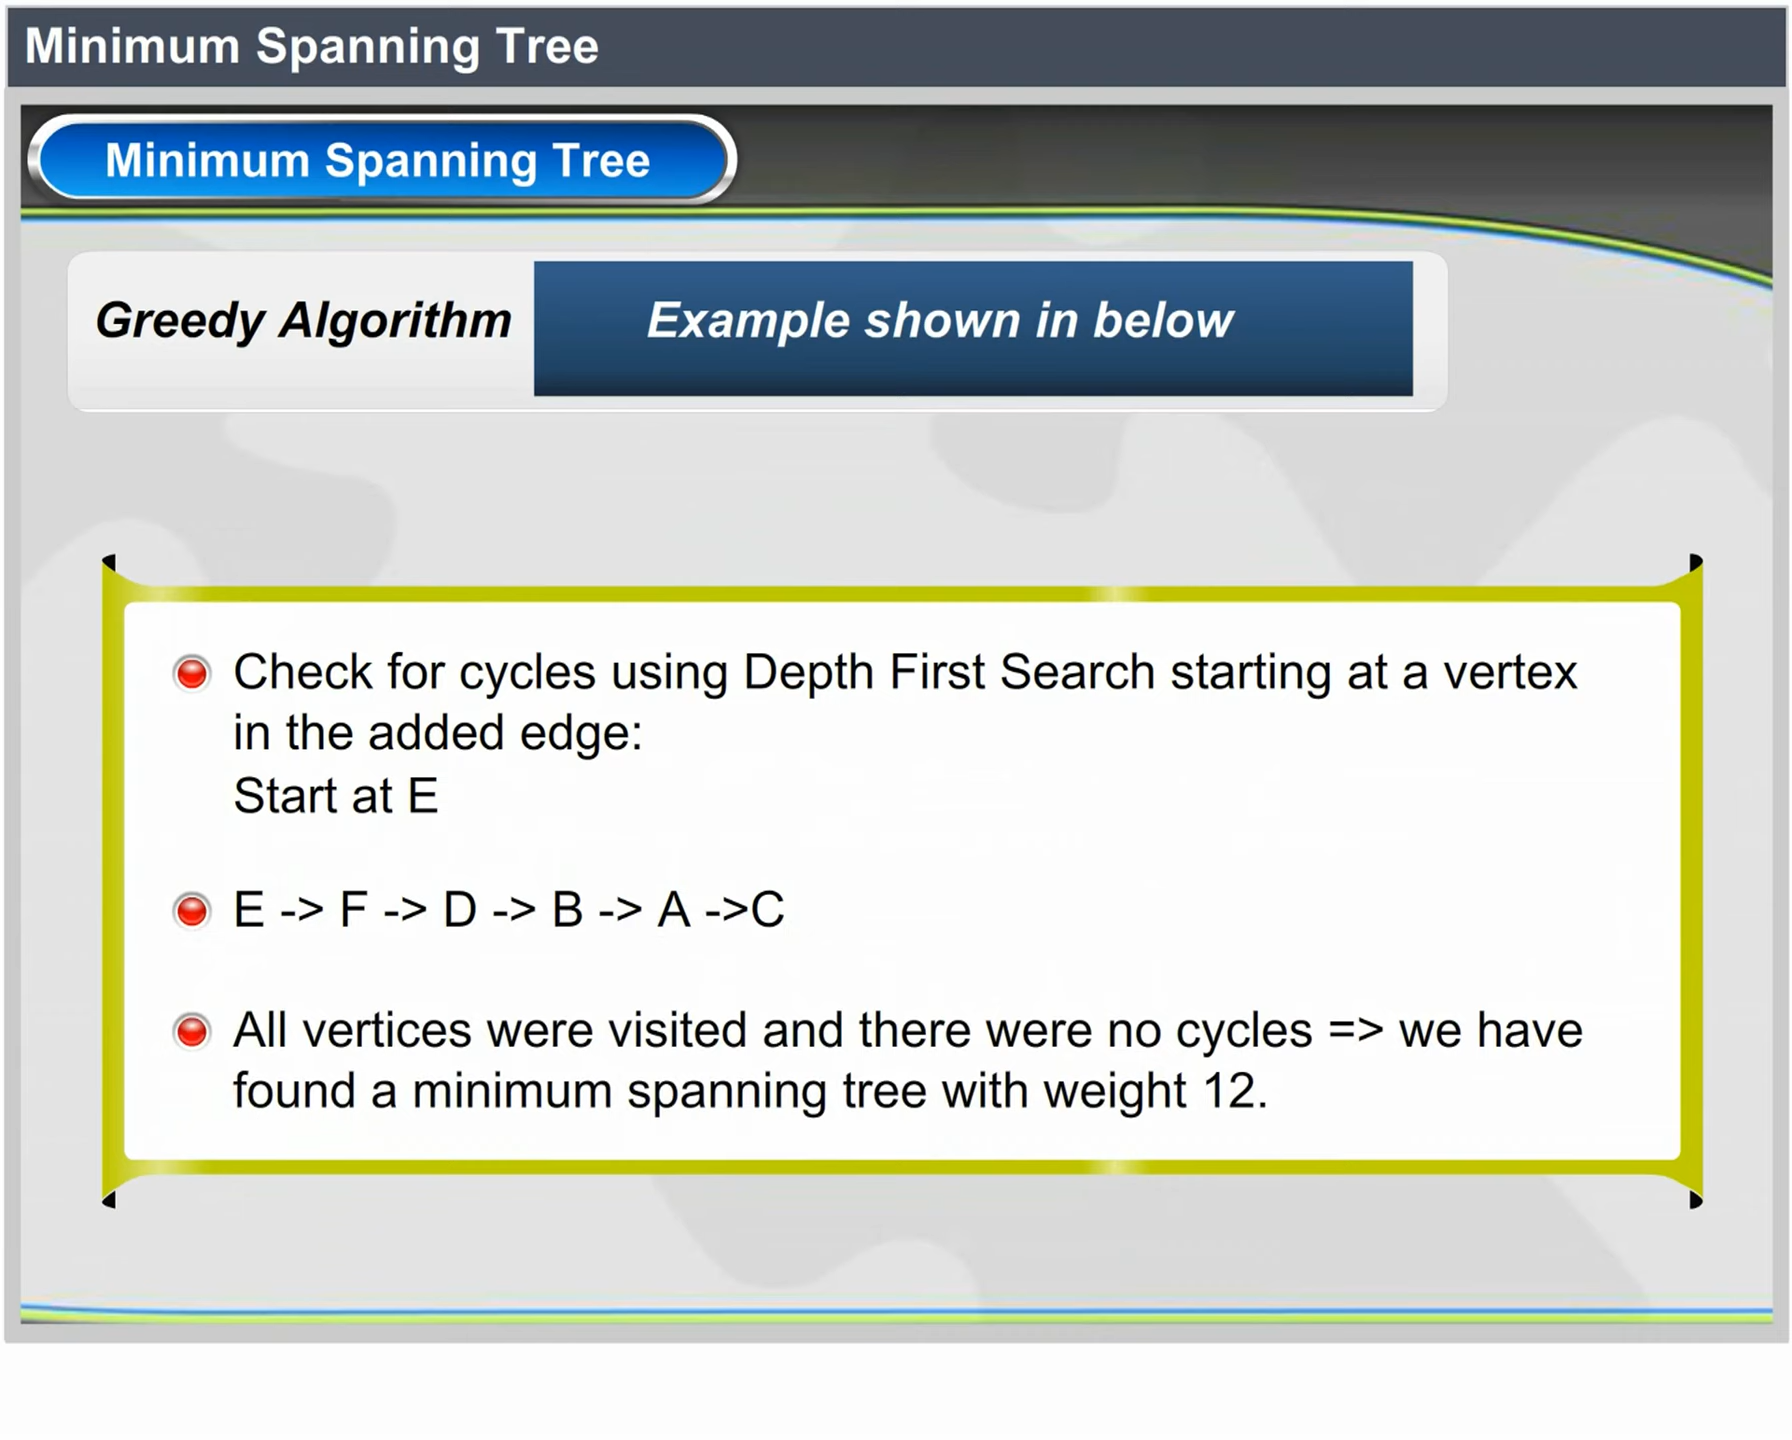 Minimum Spanning Tree
Minimum Spanning Tree
Greedy Algorithm
Example shown in below
Check for cycles using Depth First Search starting at a vertex
in the added edge:
Start at E
E -> F -> D -> B -> A ->C
All vertices were visited and there were no cycles => we have
found a minimum spanning tree with weight 12.